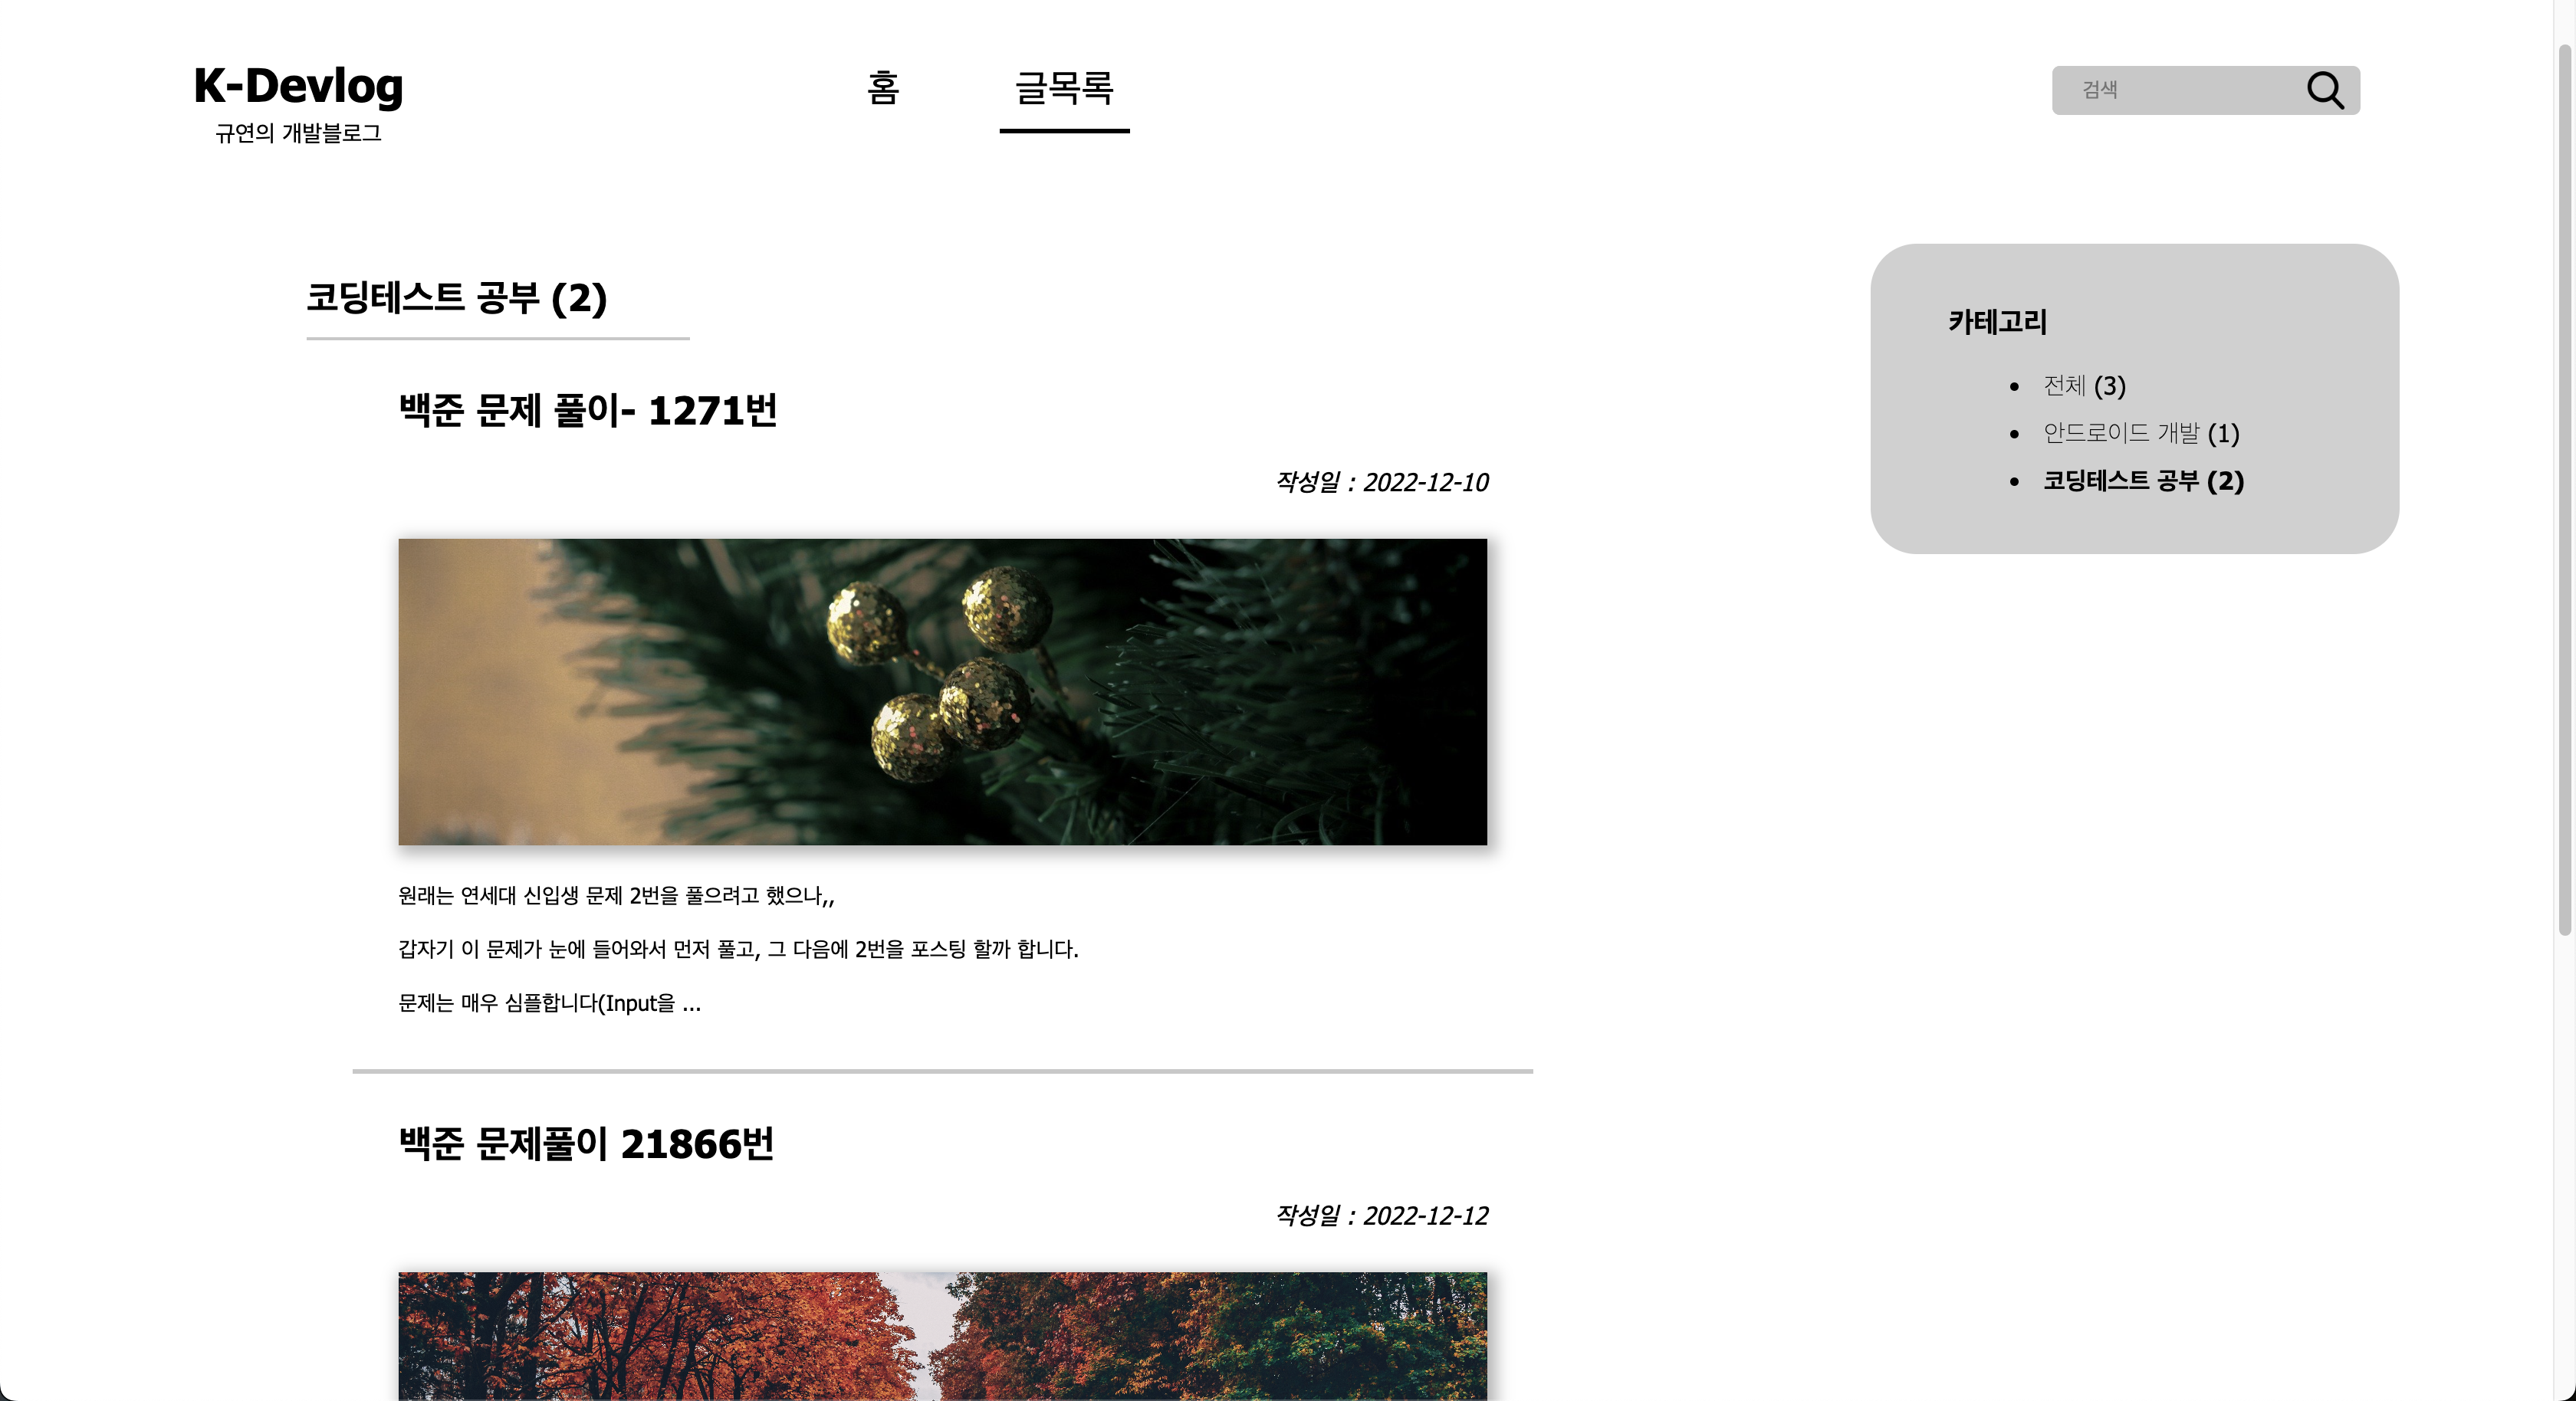 K-Devlog
규연의 개발블로그
홈
글목록
검색
코딩테스트 공부 (2)
백준 문제 풀이- 1271번
작성일 : 2022-12-10
원래는 연세대 신입생 문제 2번을 풀으려고 했으나,,
갑자기 이 문제가 눈에 들어와서 먼저 풀고, 그 다음에 2번을 포스팅 할까 합니다.
문제는 매우 심플합니다(Input을 ...
백준 문제풀이 21866번
작성일 : 2022-12-12
카테고리
전체 (3)
안드로이드 개발 (1)
코딩테스트 공부 (2)